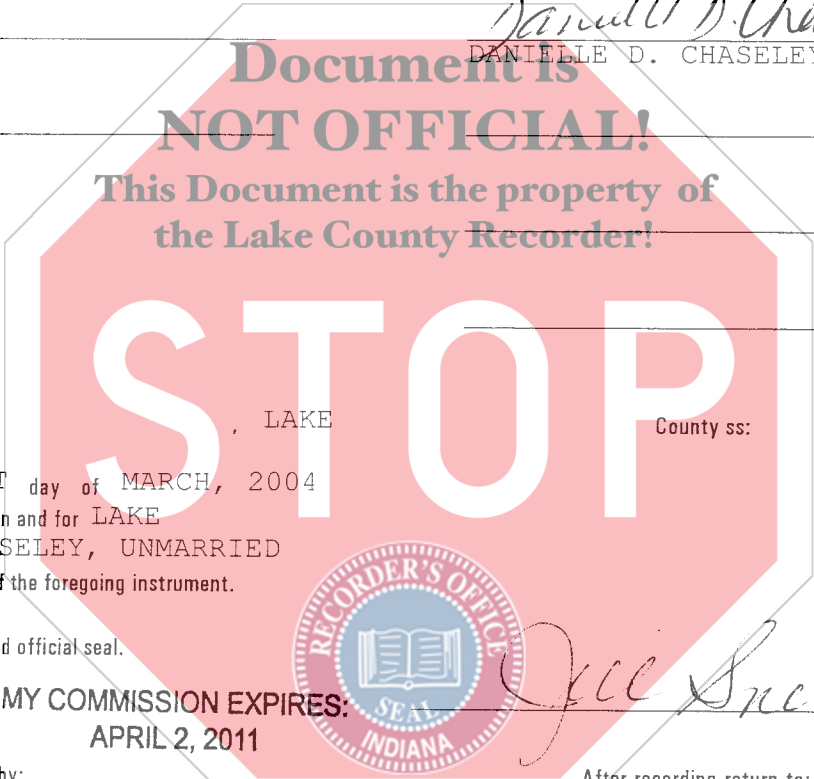 Danielle D.
DANIELLE D. CHASELEY
Document is
NOT OFFICIAL!
This Document is the property of
the Lake County Recorder!
STOP
, LAKE County ss:
day of MARCH, 2004
n and for LAKE
SELEY, UNMARRIED
f the foregoing instrument.
d official seal.
RECORDER'S OFFICE
SEAL
INDIANA
MY COMMISSION EXPIRES:
APRIL 2, 2011
by:
After recording return to: